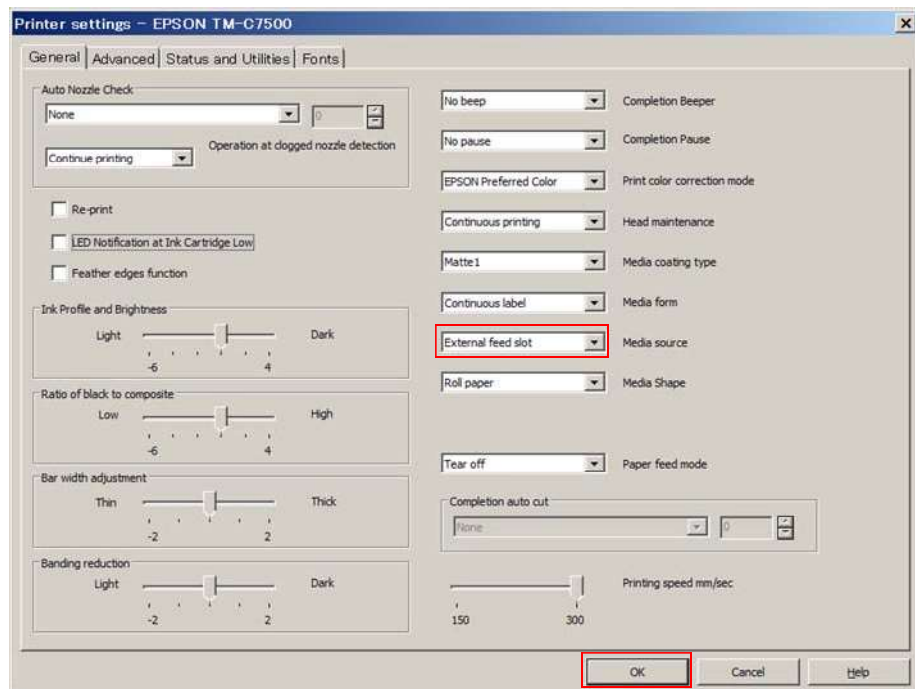 Printer settings - EPSON TM-C7500
General Advanced Status and Utilities Fonts
Auto Nozzle Check
None 0
Continue printing Operation at clogged nozzle detection
Re-print
LED Notification at Ink Cartridge Low
Feather edges function
Ink Profile and Brightness
Light Dark
-6 4
Ratio of black to composite
Low High
-6 4
Bar width adjustment
Thin Thick
-2 2
Banding reduction
Light Dark
-2 2
No beep Completion Beeper
No pause Completion Pause
EPSON Preferred Color Print color correction mode
Continuous printing Head maintenance
Matte1 Media coating type
Continuous label Media form
External feed slot Media source
Roll paper Media Shape
Tear off Paper feed mode
Completion auto cut
None 0
Printing speed mm/sec
150 300
OK Cancel Help